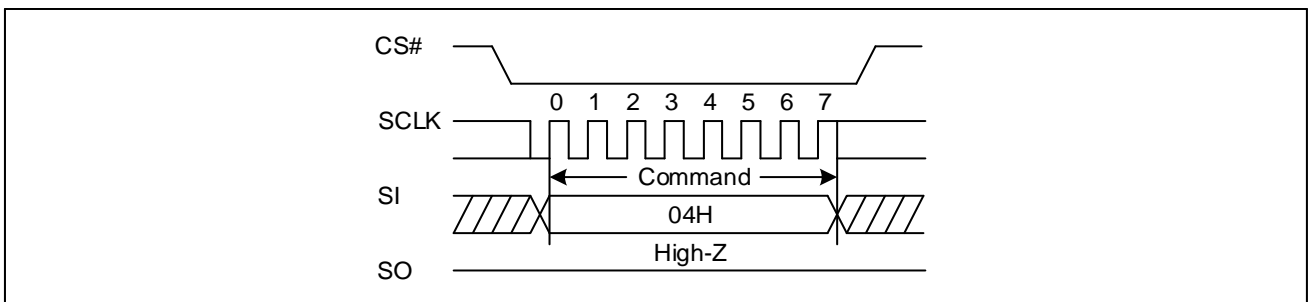 CS#
0 1 2 3 4 5 6 7
SCLK
Command
SI
04H
High-Z
SO